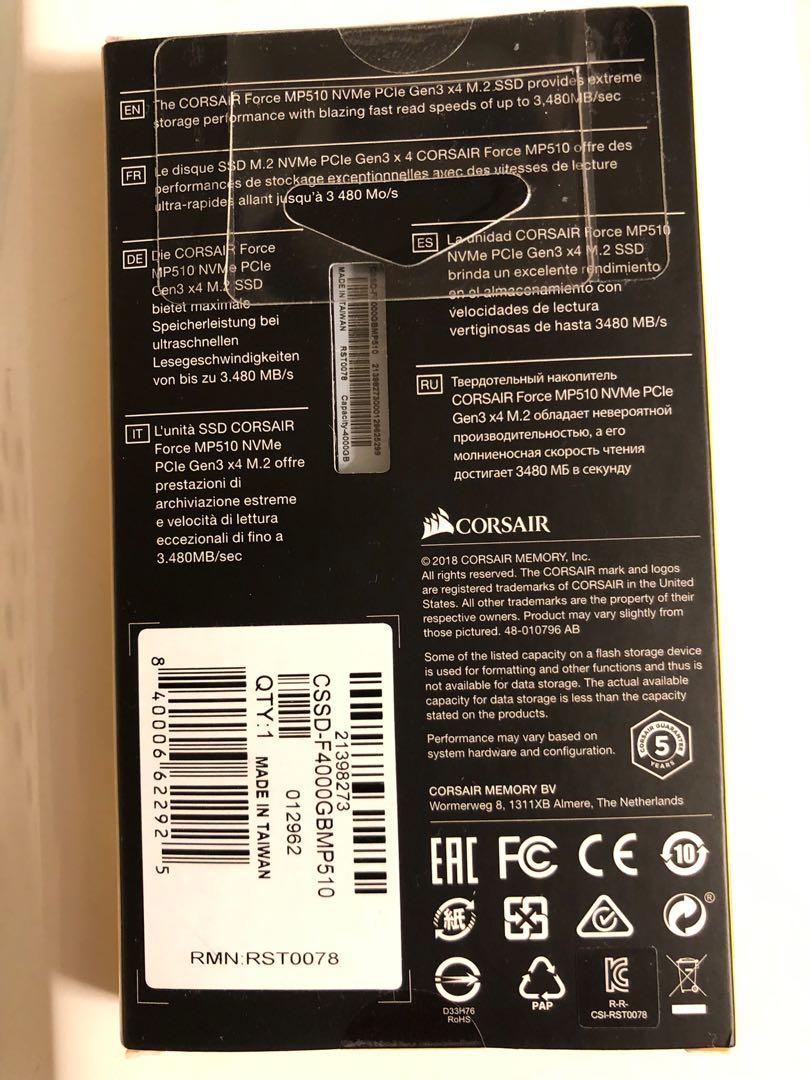 EN
The CORSAIR Force MP510 NVMe PCIe Gen3 x4 M.2 SSD provides extreme
storage performance with blazing fast read speeds of up to 3,480MB/sec
FR
Le disque SSD M.2 NVMe PCIe Gen3 x 4 CORSAIR Force MP510 offre des
performances de stockage exceptionnelles avec des vitesses de lecture
ultra-rapides allant jusqu'à 3 480 Mo/s
DE
Die CORSAIR Force
MP510 NVMe PCIe
Gen3 x4 M.2 SSD
bietet maximale
Speicherleistung bei
ultraschnellen
Lesegeschwindigkeiten
von bis zu 3.480 MB/s
ES
La unidad CORSAIR Force MP510
NVMe PCIe Gen3 x4 M.2 SSD
brinda un excelente rendimiento
en el almacenamiento con
velocidades de lectura
vertiginosas de hasta 3480 MB/s
MADE IN TAIWAN RST0078 Capacity-4000GB
IT
L'unità SSD CORSAIR
Force MP510 NVMe
PCIe Gen3 x4 M.2 offre
prestazioni di
archiviazione estreme
e velocità di lettura
eccezionali di fino a
3.480MB/sec
RU
Твердотельный накопитель
CORSAIR Force MP510 NVMe PCIe
Gen3 x4 M.2 обладает невероятной
производительностью, а его
молниеносная скорость чтения
достигает 3480 МБ в секунду
CORSAIR
© 2018 CORSAIR MEMORY, Inc.
All rights reserved. The CORSAIR mark and logos
are registered trademarks of CORSAIR in the United
States. All other trademarks are the property of their
respective owners. Product may vary slightly from
those pictured. 48-010796 AB
Some of the listed capacity on a flash storage device
is used for formatting and other functions and thus is
not available for data storage. The actual available
capacity for data storage is less than the capacity
stated on the products.
Performance may vary based on
system hardware and configuration.
CORSAIR GUARANTEE
5
YEARS
CORSAIR MEMORY BV
Wormerweg 8, 1311XB Almere, The Netherlands
21398273
CSSD-F4000GBMP510
012962
QTY:1 MADE IN TAIWAN
8 40006 62292 5
RMN:RST0078
EAC FC CE 10
紙 ®
D33H76
RoHS
PAP
R-R-
CSI-RST0078